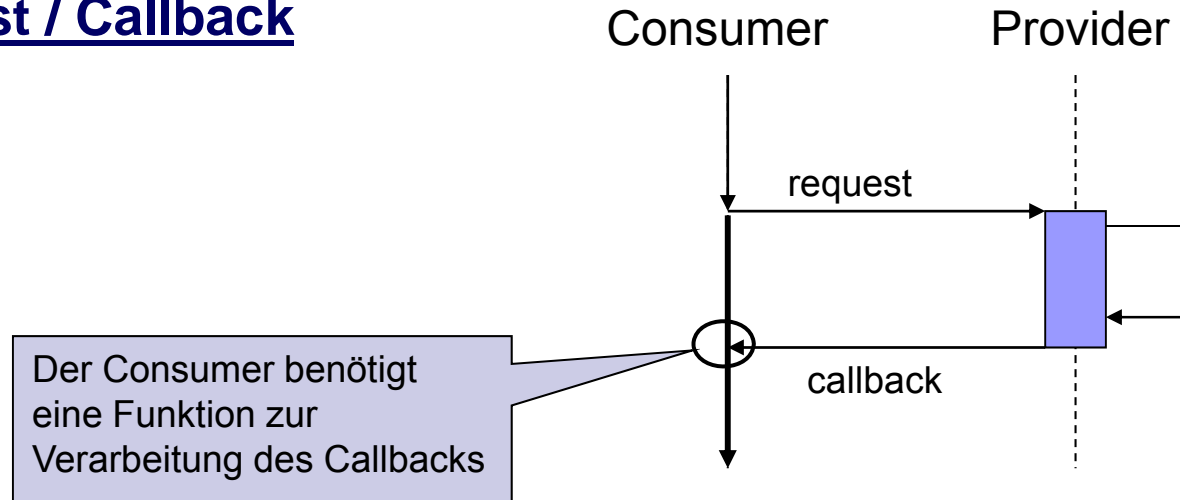 st / Callback
Consumer
Provider
request
callback
Der Consumer benötigt
eine Funktion zur
Verarbeitung des Callbacks